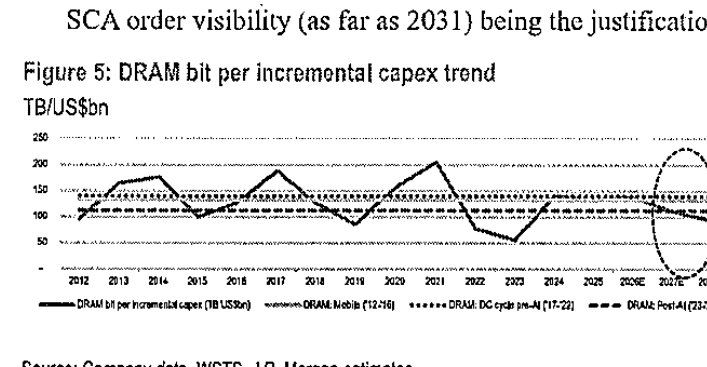 SCA order visibility (as far as 2031) being the justificatio
Figure 5: DRAM bit per incremental capex trend
TB/US$bn
250
200
150
100
50
-
2012 2013 2014 2015 2016 2017 2018 2019 2020 2021 2022 2023 2024 2025 2026E 2027E 20
DRAM bit per incremental capex (TB US$bn) DRAM: Mobile ('12-'16) DRAM: DC cycle pre-AI ('17-'22) DRAM: Post-AI ('23-
Source: Company data, WSTS, J.P. Morgan estimates